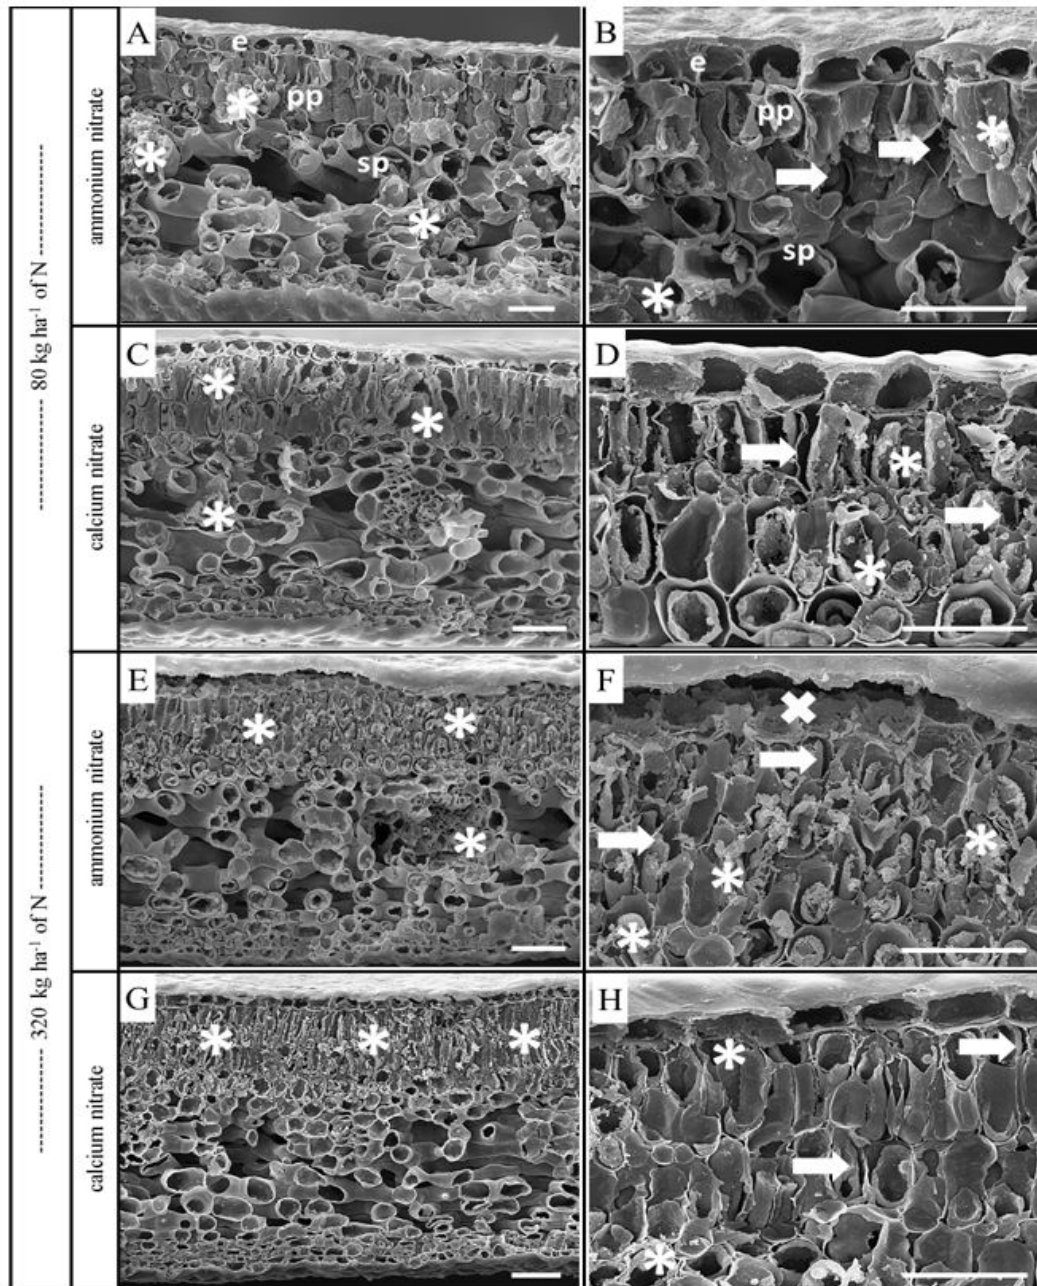 ------------- 80 kg ha⁻¹ of N -------------
ammonium nitrate
A
e
pp
sp
B
e
pp
sp
calcium nitrate
C
D
------------- 320 kg ha⁻¹ of N -------------
ammonium nitrate
E
F
calcium nitrate
G
H